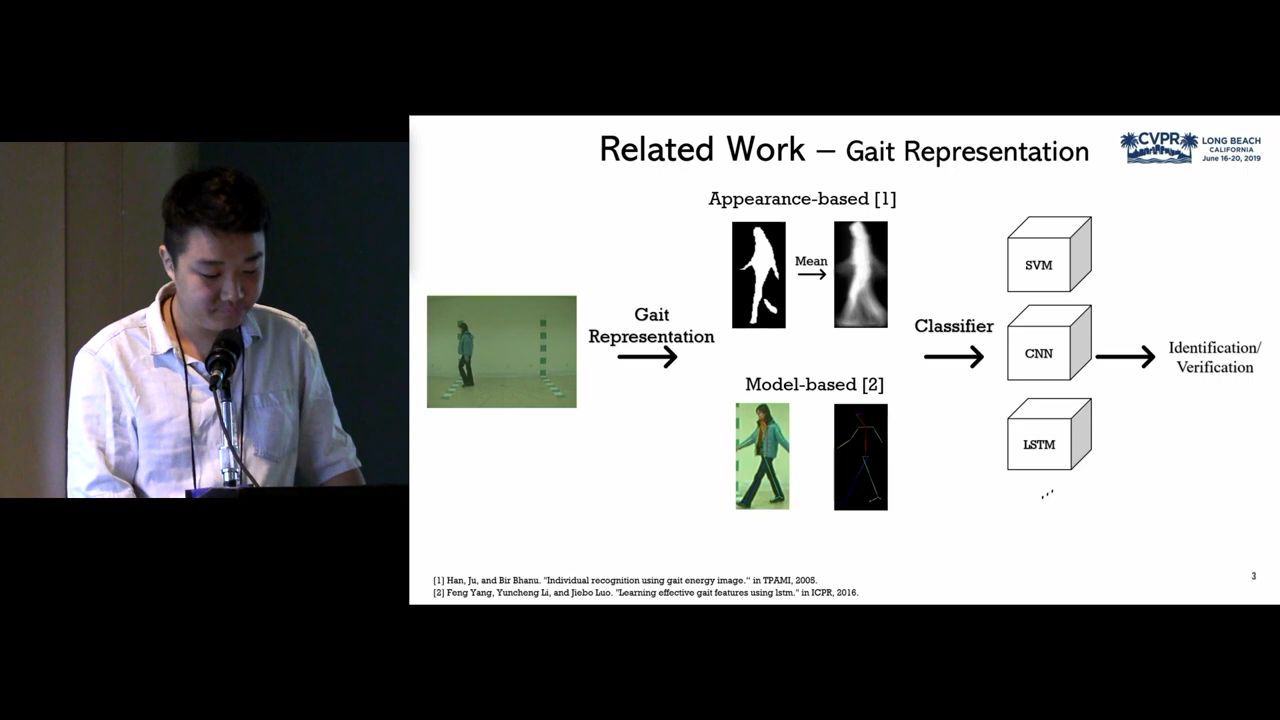 Related Work – Gait Representation
CVPR
LONG BEACH
CALIFORNIA
June 16-20, 2019
Appearance-based [1]
Mean
Gait
Representation
Model-based [2]
Classifier
SVM
CNN
LSTM
...
Identification/
Verification
[1] Han, Ju, and Bir Bhanu. "Individual recognition using gait energy image." in TPAMI, 2005.
[2] Feng Yang, Yuncheng Li, and Jiebo Luo. "Learning effective gait features using lstm." in ICPR, 2016.
3